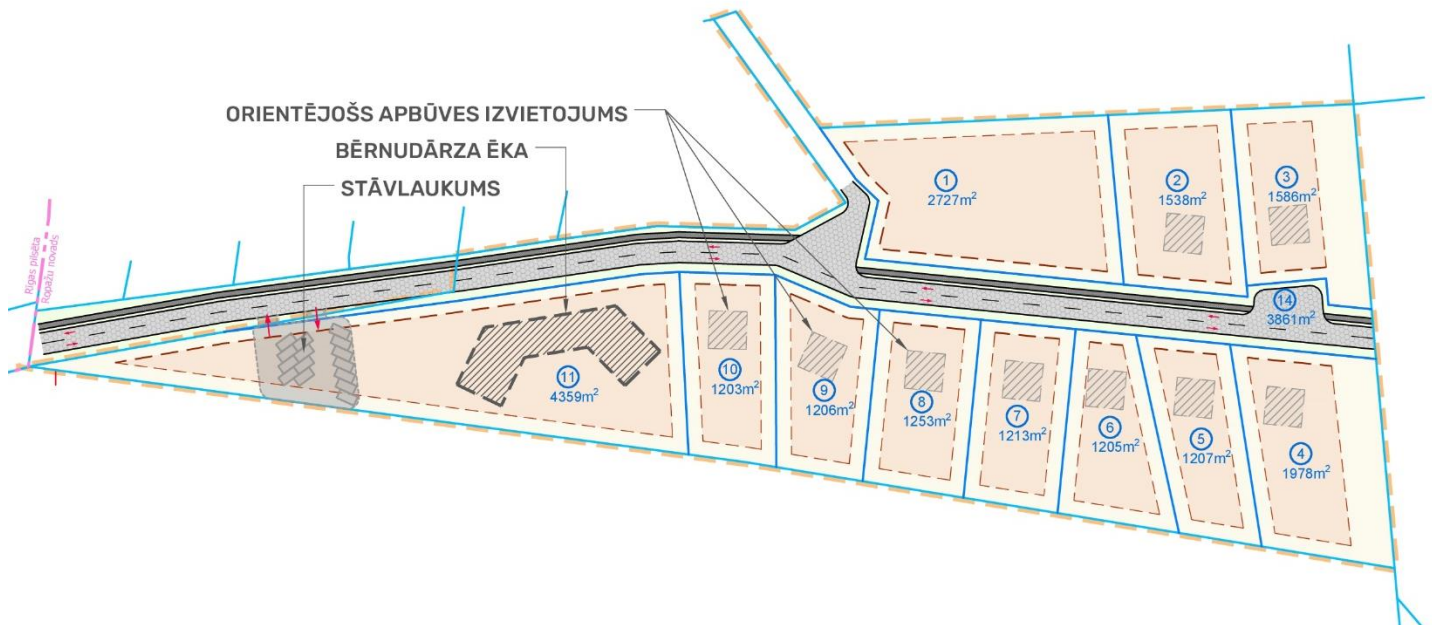 ORIENTĒJOŠS APBŪVES IZVIETOJUMS
BĒRNUDĀRZA ĒKA
STĀVLAUKUMS
Rīgas pilsēta
Ropažu novads
1
2727m²
2
1538m²
3
1586m²
14
3861m²
11
4359m²
10
1203m²
9
1206m²
8
1253m²
7
1213m²
6
1205m²
5
1207m²
4
1978m²